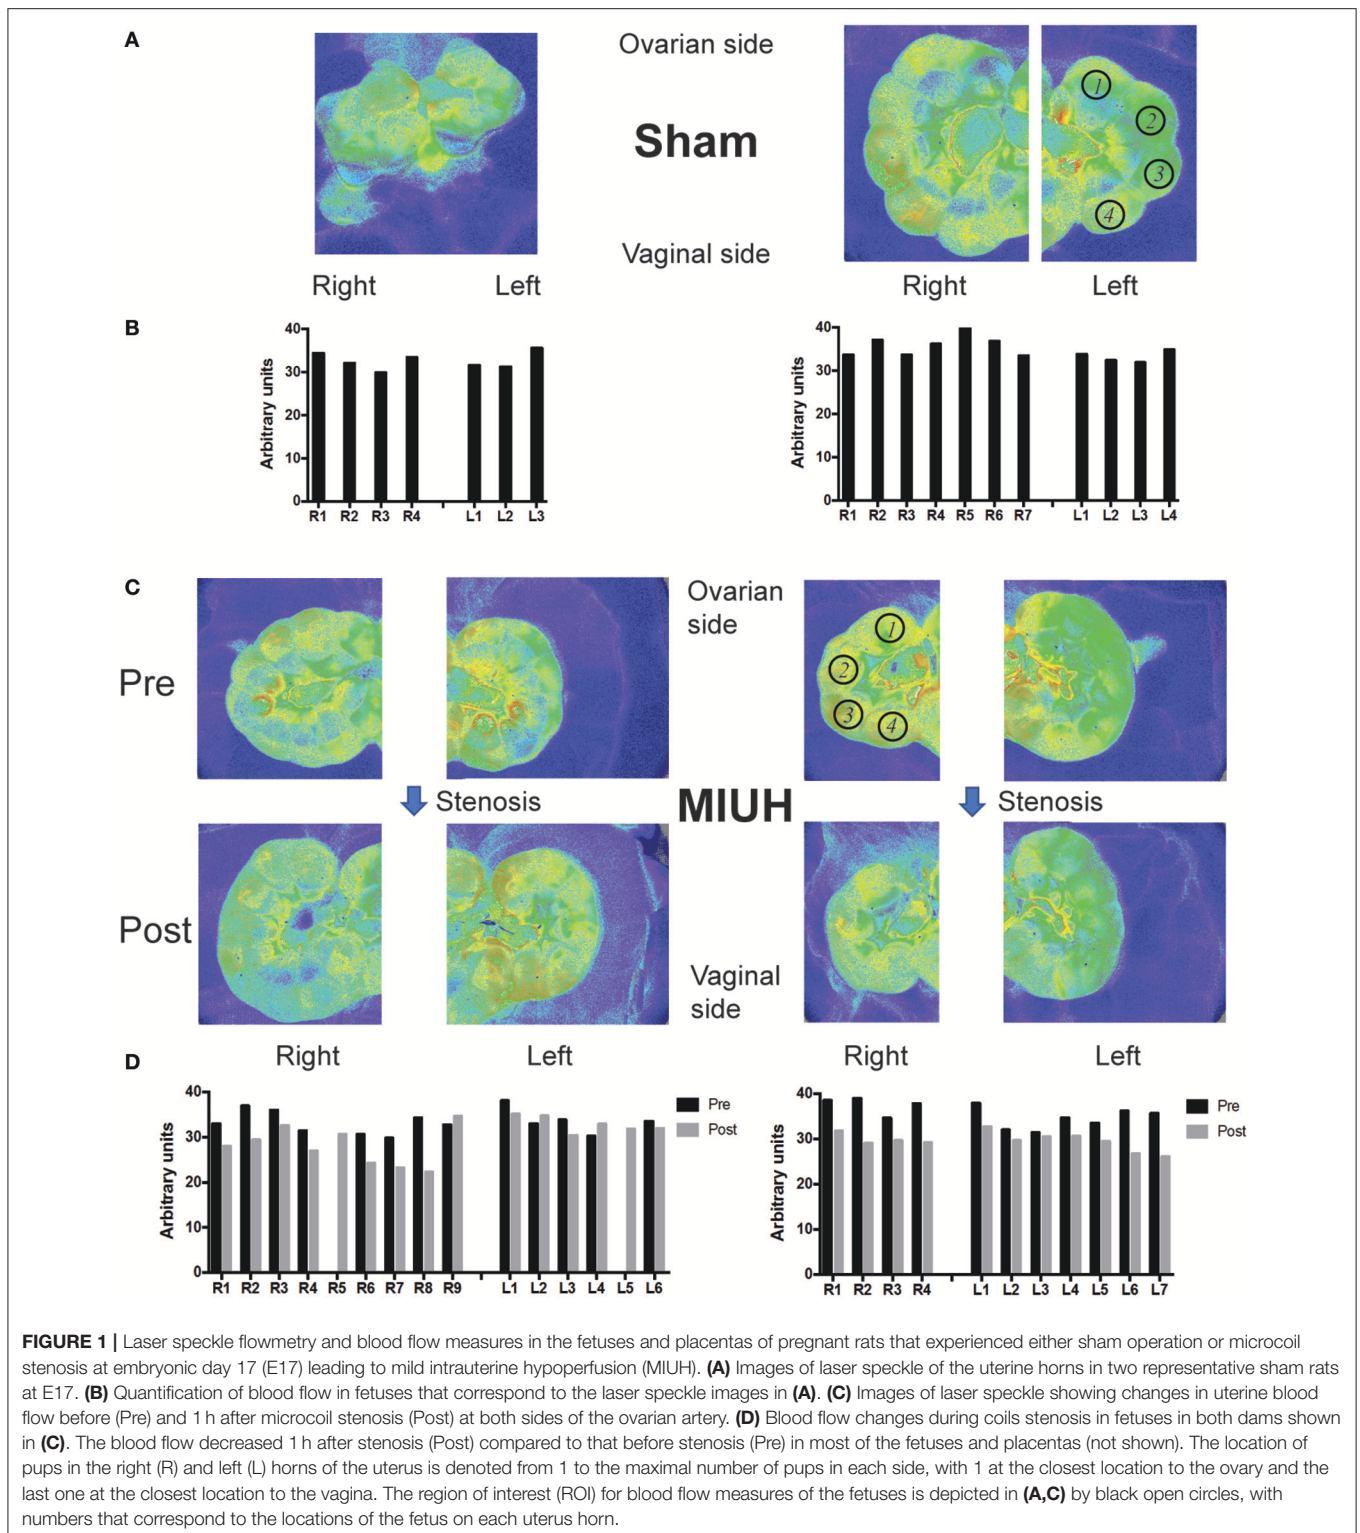 A
Ovarian side
Sham
Vaginal side
1
2
3
4
Right
Left
Right
Left
B
Arbitrary units
40
30
20
10
0
R1 R2 R3 R4 L1 L2 L3
Arbitrary units
40
30
20
10
0
R1 R2 R3 R4 R5 R6 R7 L1 L2 L3 L4
C
Ovarian
side
1
2
3
4
Pre
Stenosis
MIUH
Stenosis
Post
Vaginal
side
Right
Left
Right
Left
D
Arbitrary units
40
30
20
10
0
R1 R2 R3 R4 R5 R6 R7 R8 R9 L1 L2 L3 L4 L5 L6
Pre
Post
Arbitrary units
40
30
20
10
0
R1 R2 R3 R4 L1 L2 L3 L4 L5 L6 L7
Pre
Post
FIGURE 1 | Laser speckle flowmetry and blood flow measures in the fetuses and placentas of pregnant rats that experienced either sham operation or microcoil
stenosis at embryonic day 17 (E17) leading to mild intrauterine hypoperfusion (MIUH). (A) Images of laser speckle of the uterine horns in two representative sham rats
at E17. (B) Quantification of blood flow in fetuses that correspond to the laser speckle images in (A). (C) Images of laser speckle showing changes in uterine blood
flow before (Pre) and 1 h after microcoil stenosis (Post) at both sides of the ovarian artery. (D) Blood flow changes during coils stenosis in fetuses in both dams shown
in (C). The blood flow decreased 1 h after stenosis (Post) compared to that before stenosis (Pre) in most of the fetuses and placentas (not shown). The location of
pups in the right (R) and left (L) horns of the uterus is denoted from 1 to the maximal number of pups in each side, with 1 at the closest location to the ovary and the
last one at the closest location to the vagina. The region of interest (ROI) for blood flow measures of the fetuses is depicted in (A,C) by black open circles, with
numbers that correspond to the locations of the fetus on each uterus horn.